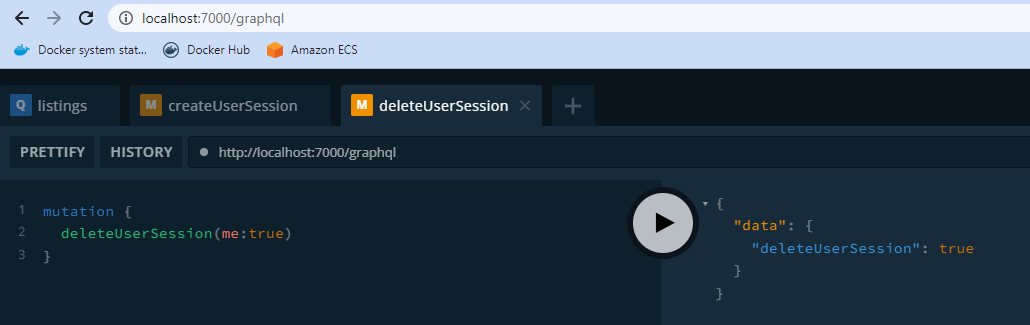 localhost:7000/graphql
Docker system stat... Docker Hub Amazon ECS
Q listings M createUserSession M deleteUserSession × +
PRETTIFY HISTORY http://localhost:7000/graphql
1 mutation {
2 deleteUserSession(me:true)
3 }
{
"data": {
"deleteUserSession": true
}
}